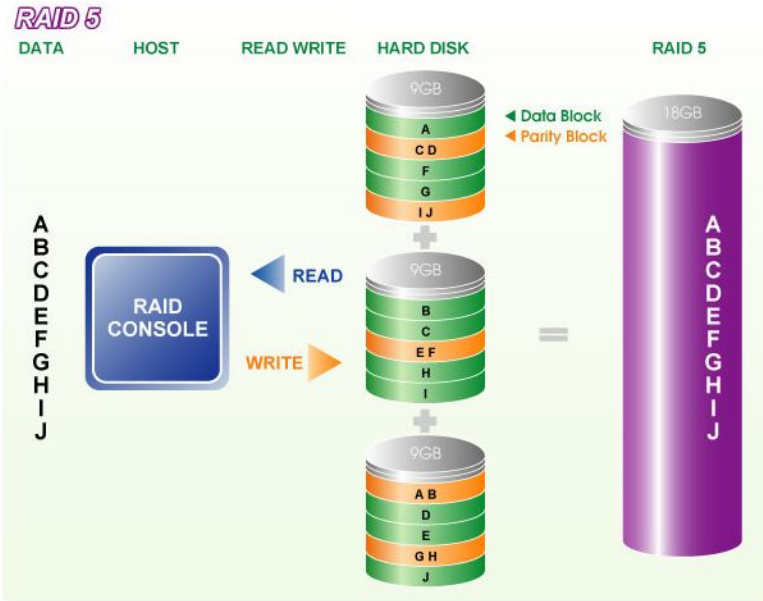 RAID 5
DATA HOST READ WRITE HARD DISK RAID 5
9GB
A
C D
F
G
I J
◄ Data Block
◄ Parity Block
18GB
A
B
C
D
E
F
G
H
I
J
RAID
CONSOLE
READ
WRITE
+
9GB
B
C
E F
H
I
+
9GB
A B
D
E
G H
J
=
A
B
C
D
E
F
G
H
I
J